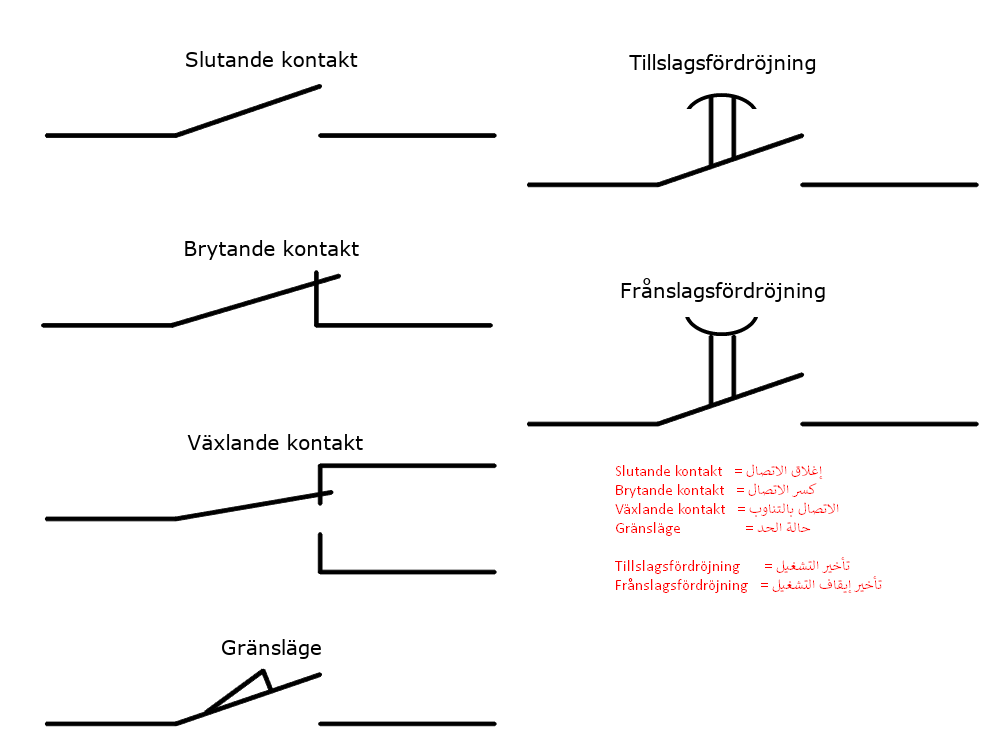 Slutande kontakt
Brytande kontakt
Växlande kontakt
Gränsläge
Tillslagsfördröjning
Frånslagsfördröjning
Slutande kontakt = إغلاق الاتصال
Brytande kontakt = كسر الاتصال
Växlande kontakt = الاتصال بالتناوب
Gränsläge = حالة الحد
Tillslagsfördröjning = تأخير التشغيل
Frånslagsfördröjning = تأخير إيقاف التشغيل